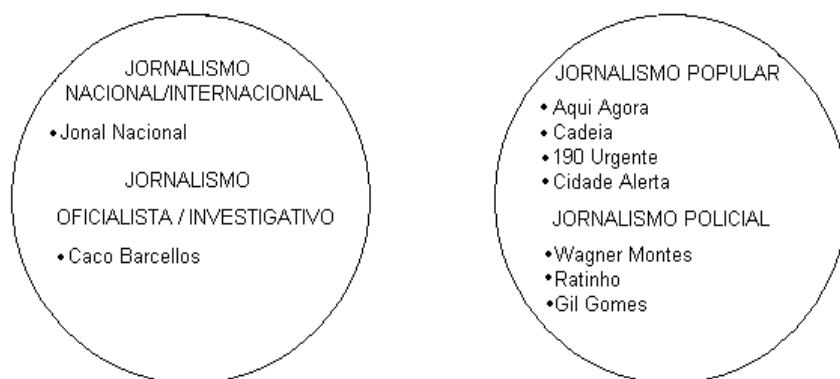 JORNALISMO
NACIONAL/INTERNACIONAL
• Jonal Nacional
JORNALISMO
OFICIALISTA / INVESTIGATIVO
• Caco Barcellos
JORNALISMO POPULAR
• Aqui Agora
• Cadeia
• 190 Urgente
• Cidade Alerta
JORNALISMO POLICIAL
• Wagner Montes
• Ratinho
• Gil Gomes